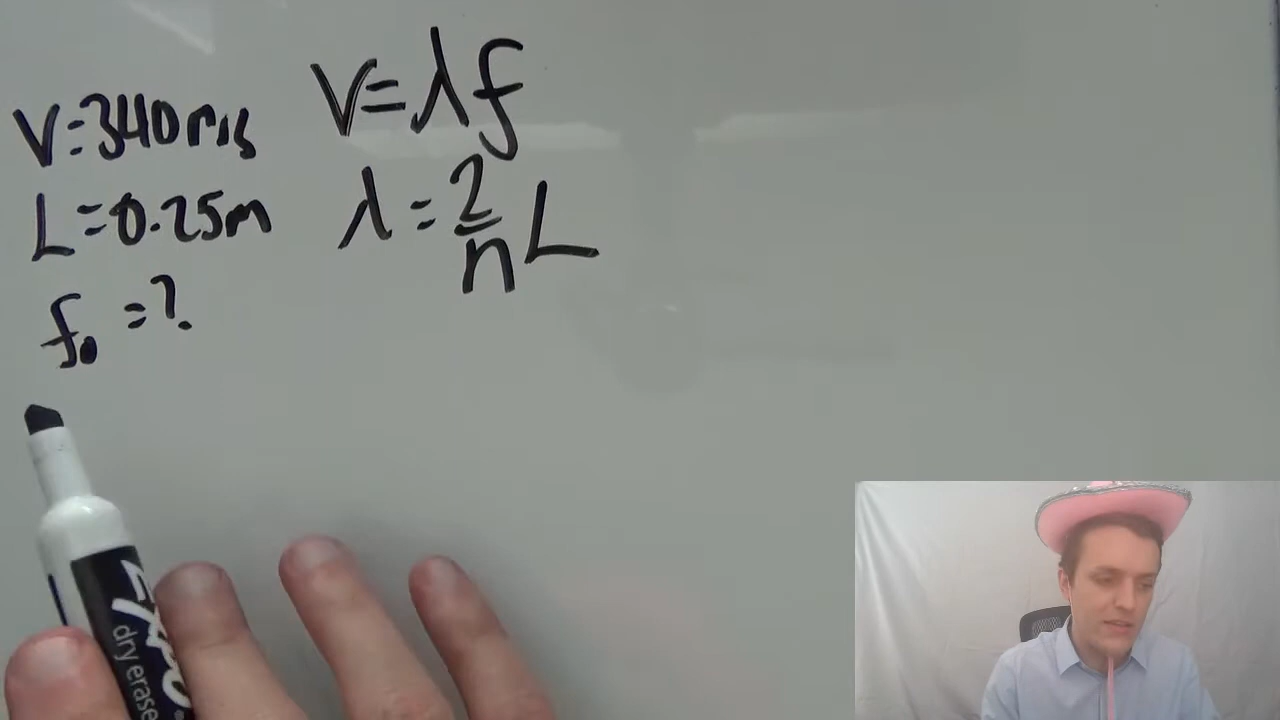 V=340m/s
L=0.25m
f₀=?
V=λf
λ=2/n L
EXPO
dry erase